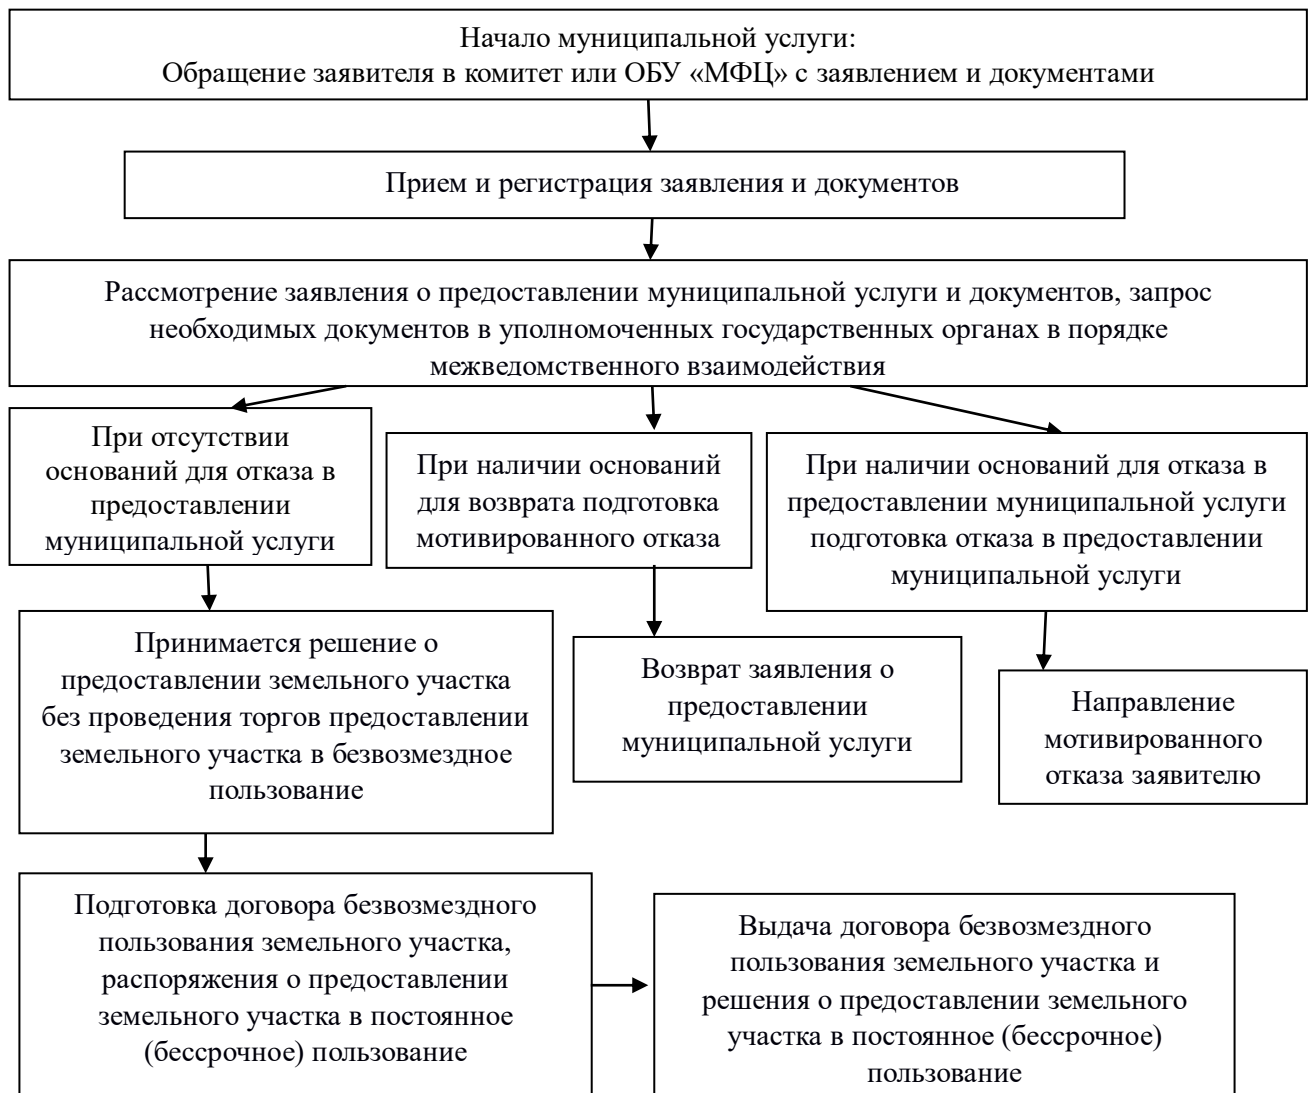 Начало муниципальной услуги:
Обращение заявителя в комитет или ОБУ «МФЦ» с заявлением и документами
Прием и регистрация заявления и документов
Рассмотрение заявления о предоставлении муниципальной услуги и документов, запрос
необходимых документов в уполномоченных государственных органах в порядке
межведомственного взаимодействия
При отсутствии
оснований для отказа в
предоставлении
муниципальной услуги
При наличии оснований
для возврата подготовка
мотивированного отказа
При наличии оснований для отказа в
предоставлении муниципальной услуги
подготовка отказа в предоставлении
муниципальной услуги
Принимается решение о
предоставлении земельного участка
без проведения торгов предоставлении
земельного участка в безвозмездное
пользование
Возврат заявления о
предоставлении
муниципальной услуги
Направление
мотивированного
отказа заявителю
Подготовка договора безвозмездного
пользования земельного участка,
распоряжения о предоставлении
земельного участка в постоянное
(бессрочное) пользование
Выдача договора безвозмездного
пользования земельного участка и
решения о предоставлении земельного
участка в постоянное (бессрочное)
пользование